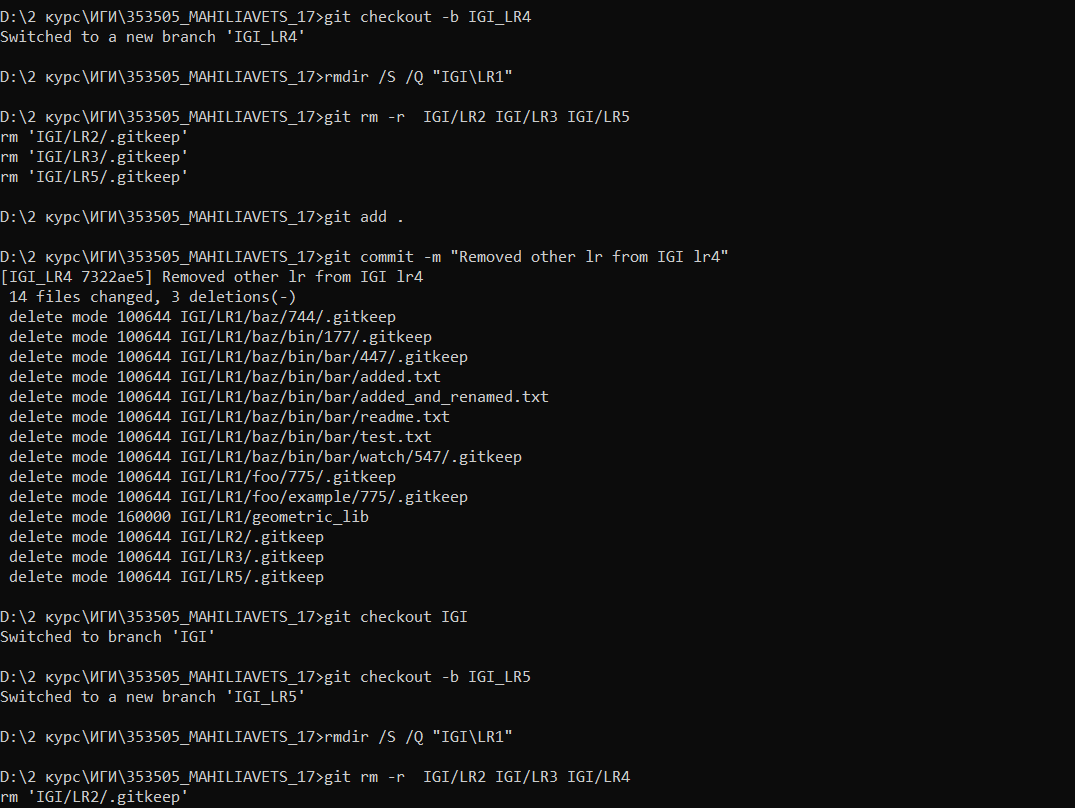 D:\2 курс\ИГИ\353505_MAHILIAVETS_17>git checkout -b IGI_LR4
Switched to a new branch 'IGI_LR4'
D:\2 курс\ИГИ\353505_MAHILIAVETS_17>rmdir /S /Q "IGI\LR1"
D:\2 курс\ИГИ\353505_MAHILIAVETS_17>git rm -r  IGI/LR2 IGI/LR3 IGI/LR5
rm 'IGI/LR2/.gitkeep'
rm 'IGI/LR3/.gitkeep'
rm 'IGI/LR5/.gitkeep'
D:\2 курс\ИГИ\353505_MAHILIAVETS_17>git add .
D:\2 курс\ИГИ\353505_MAHILIAVETS_17>git commit -m "Removed other lr from IGI lr4"
[IGI_LR4 7322ae5] Removed other lr from IGI lr4
 14 files changed, 3 deletions(-)
 delete mode 100644 IGI/LR1/baz/744/.gitkeep
 delete mode 100644 IGI/LR1/baz/bin/177/.gitkeep
 delete mode 100644 IGI/LR1/baz/bin/bar/447/.gitkeep
 delete mode 100644 IGI/LR1/baz/bin/bar/added.txt
 delete mode 100644 IGI/LR1/baz/bin/bar/added_and_renamed.txt
 delete mode 100644 IGI/LR1/baz/bin/bar/readme.txt
 delete mode 100644 IGI/LR1/baz/bin/bar/test.txt
 delete mode 100644 IGI/LR1/baz/bin/bar/watch/547/.gitkeep
 delete mode 100644 IGI/LR1/foo/775/.gitkeep
 delete mode 100644 IGI/LR1/foo/example/775/.gitkeep
 delete mode 160000 IGI/LR1/geometric_lib
 delete mode 100644 IGI/LR2/.gitkeep
 delete mode 100644 IGI/LR3/.gitkeep
 delete mode 100644 IGI/LR5/.gitkeep
D:\2 курс\ИГИ\353505_MAHILIAVETS_17>git checkout IGI
Switched to branch 'IGI'
D:\2 курс\ИГИ\353505_MAHILIAVETS_17>git checkout -b IGI_LR5
Switched to a new branch 'IGI_LR5'
D:\2 курс\ИГИ\353505_MAHILIAVETS_17>rmdir /S /Q "IGI\LR1"
D:\2 курс\ИГИ\353505_MAHILIAVETS_17>git rm -r  IGI/LR2 IGI/LR3 IGI/LR4
rm 'IGI/LR2/.gitkeep'